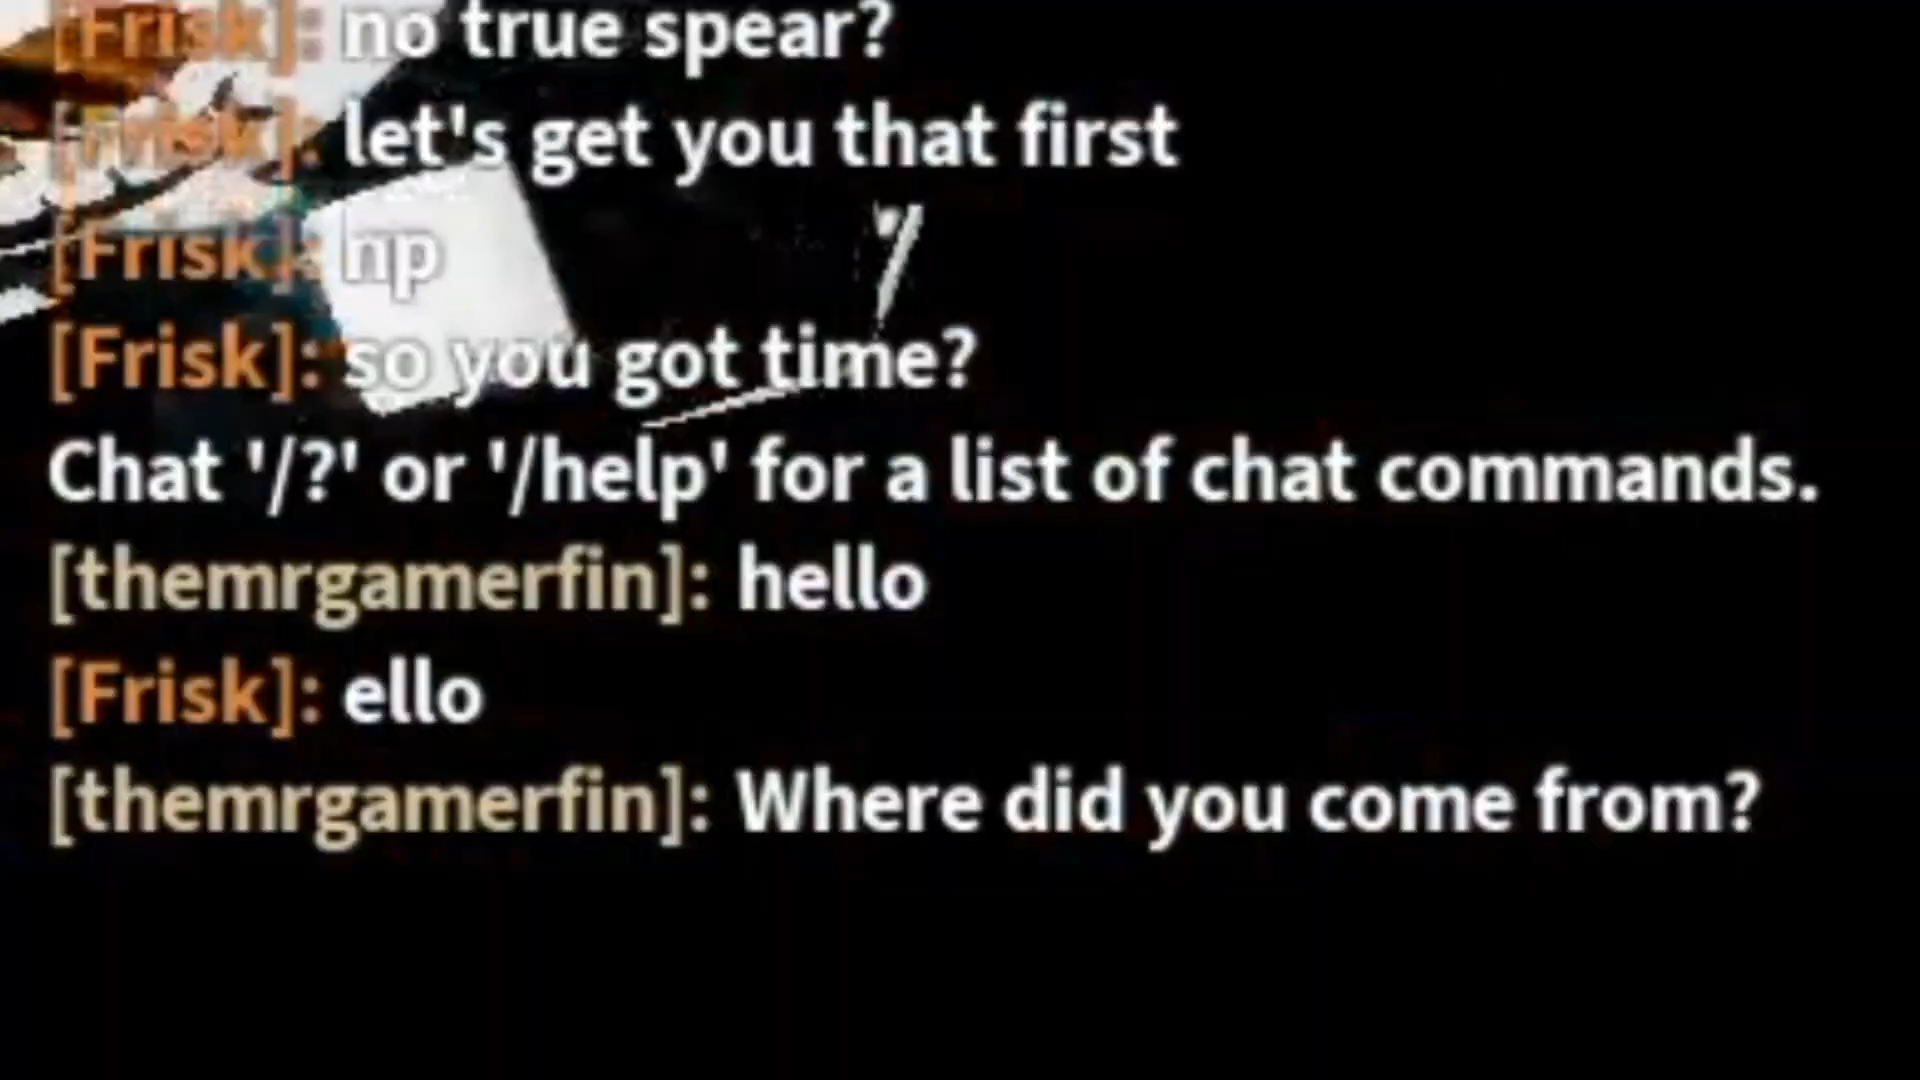 [Frisk]: no true spear?
[Frisk]: let's get you that first
[Frisk]: np
[Frisk]: so you got time?
Chat '/?' or '/help' for a list of chat commands.
[themrgamerfin]: hello
[Frisk]: ello
[themrgamerfin]: Where did you come from?